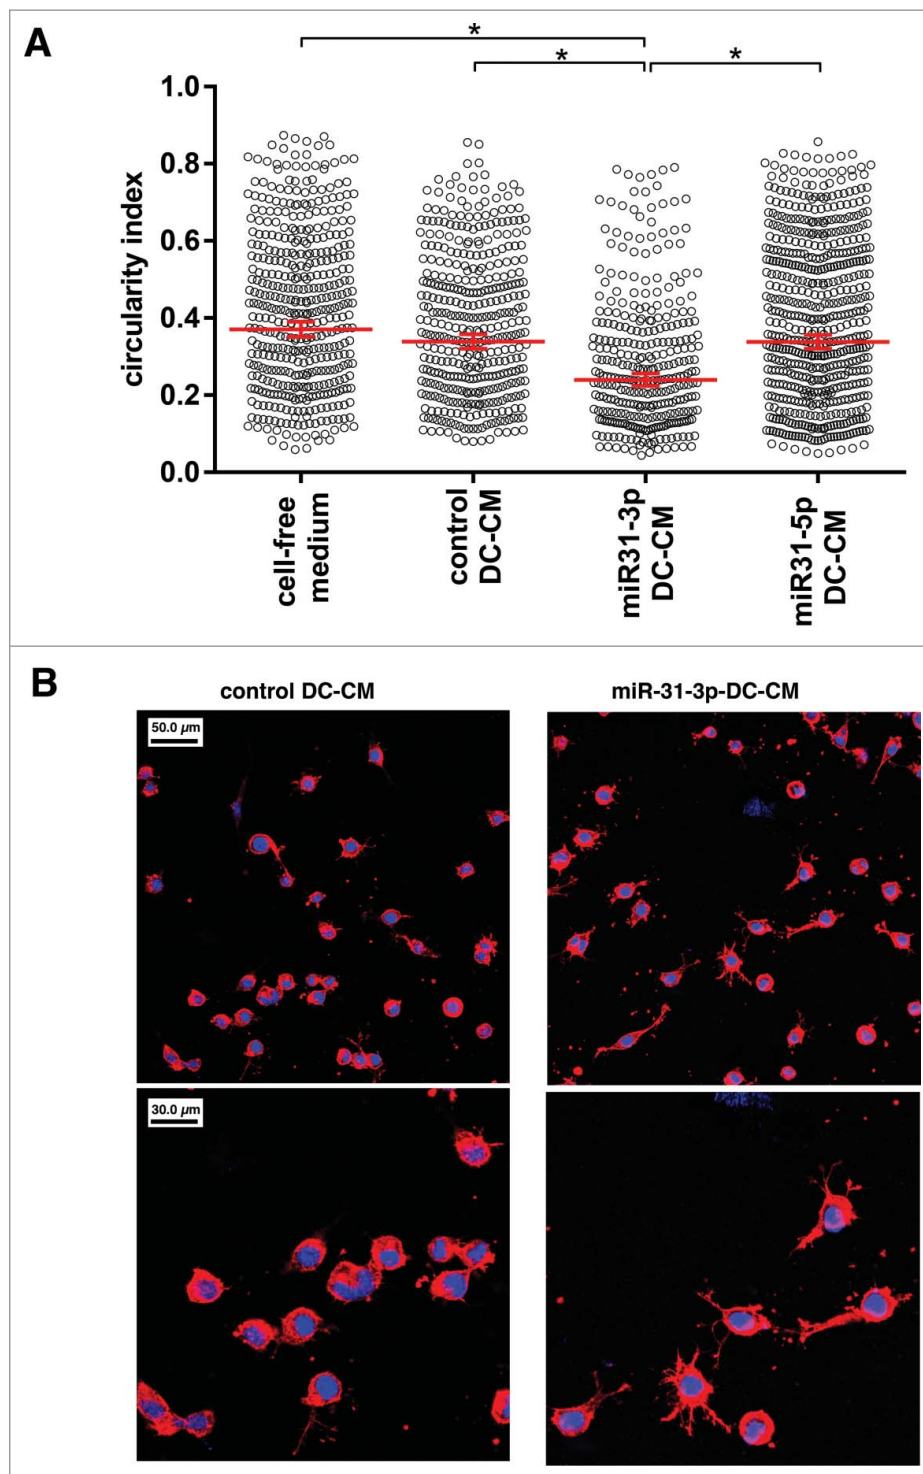 A
*
*
*
1.0
0.8
0.6
0.4
0.2
0.0
circularity index
cell-free
medium
control
DC-CM
miR31-3p
DC-CM
miR31-5p
DC-CM
B
control DC-CM
miR-31-3p-DC-CM
50.0 µm
30.0 µm